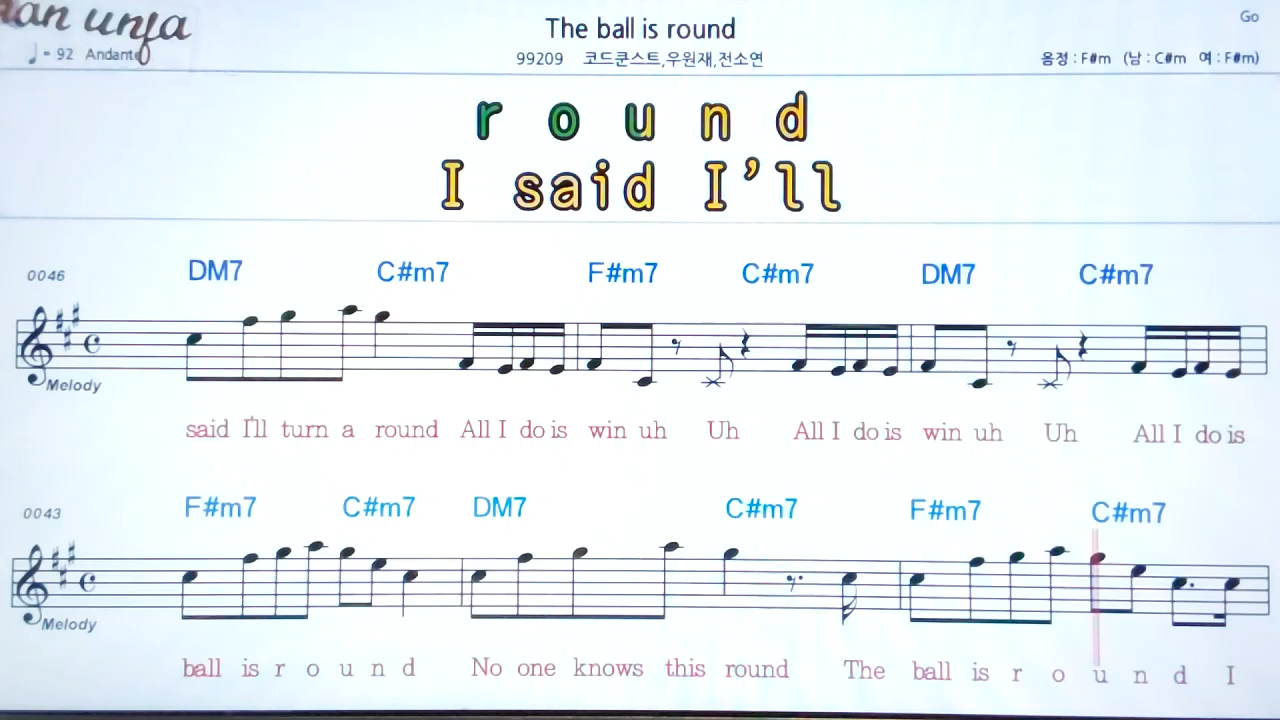 an unja
The ball is round
Go
♩= 92 Andante
99209 코드쿤스트,우원재,전소연
음정 : F#m (남 : C#m 여 : F#m)
r o u n d
I said I'll
0046 DM7 C#m7 F#m7 C#m7 DM7 C#m7
Melody
said I'll turn a round All I do is win uh Uh All I do is win uh Uh All I do is
0043 F#m7 C#m7 DM7 C#m7 F#m7 C#m7
Melody
ball is r o u n d No one knows this round The ball is r o u n d I